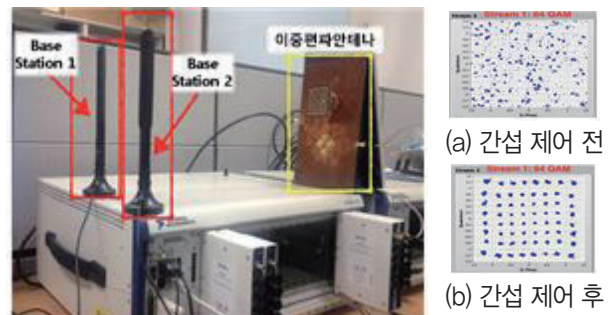 Base
Station 1
Base
Station 2
이중편파안테나
Stream 1: 64 QAM
(a) 간섭 제어 전
Stream 1: 64 QAM
(b) 간섭 제어 후